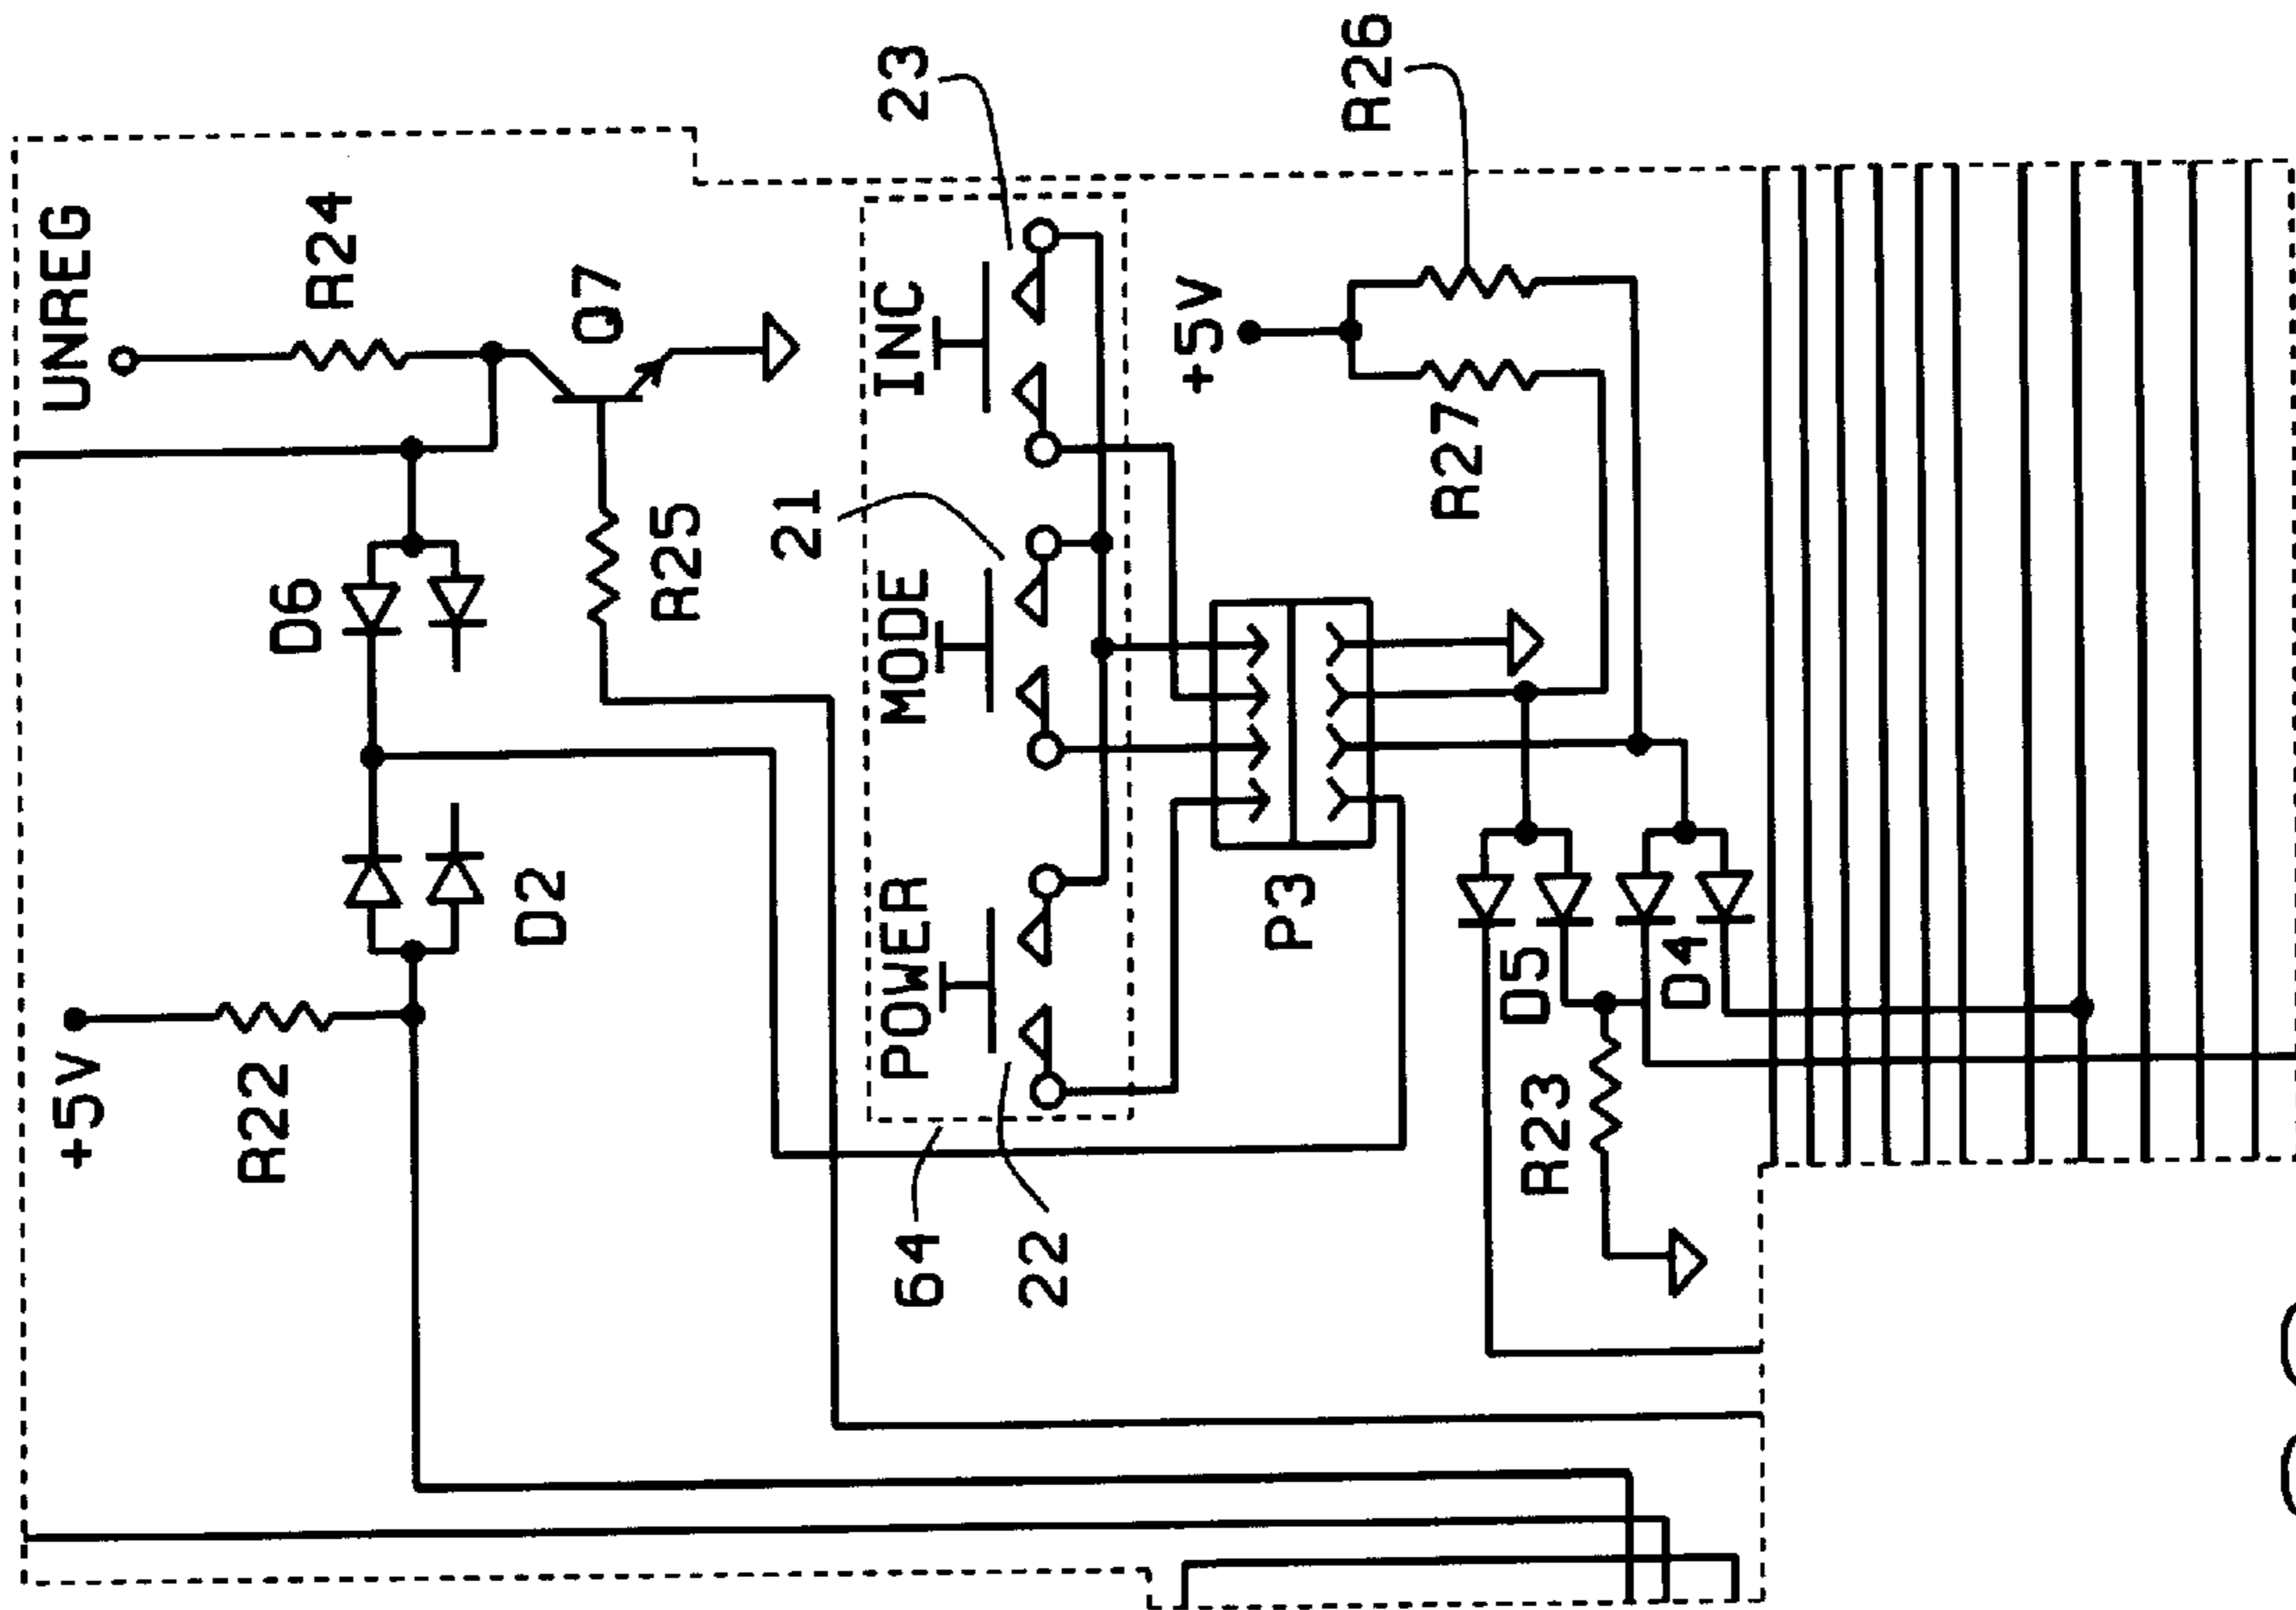 UNREG
R24
Q7
D6
R25
+5V
R22
D2
23
INC
21
MODE
POWER
64
22
R26
+5V
R27
P3
D5
D4
R23